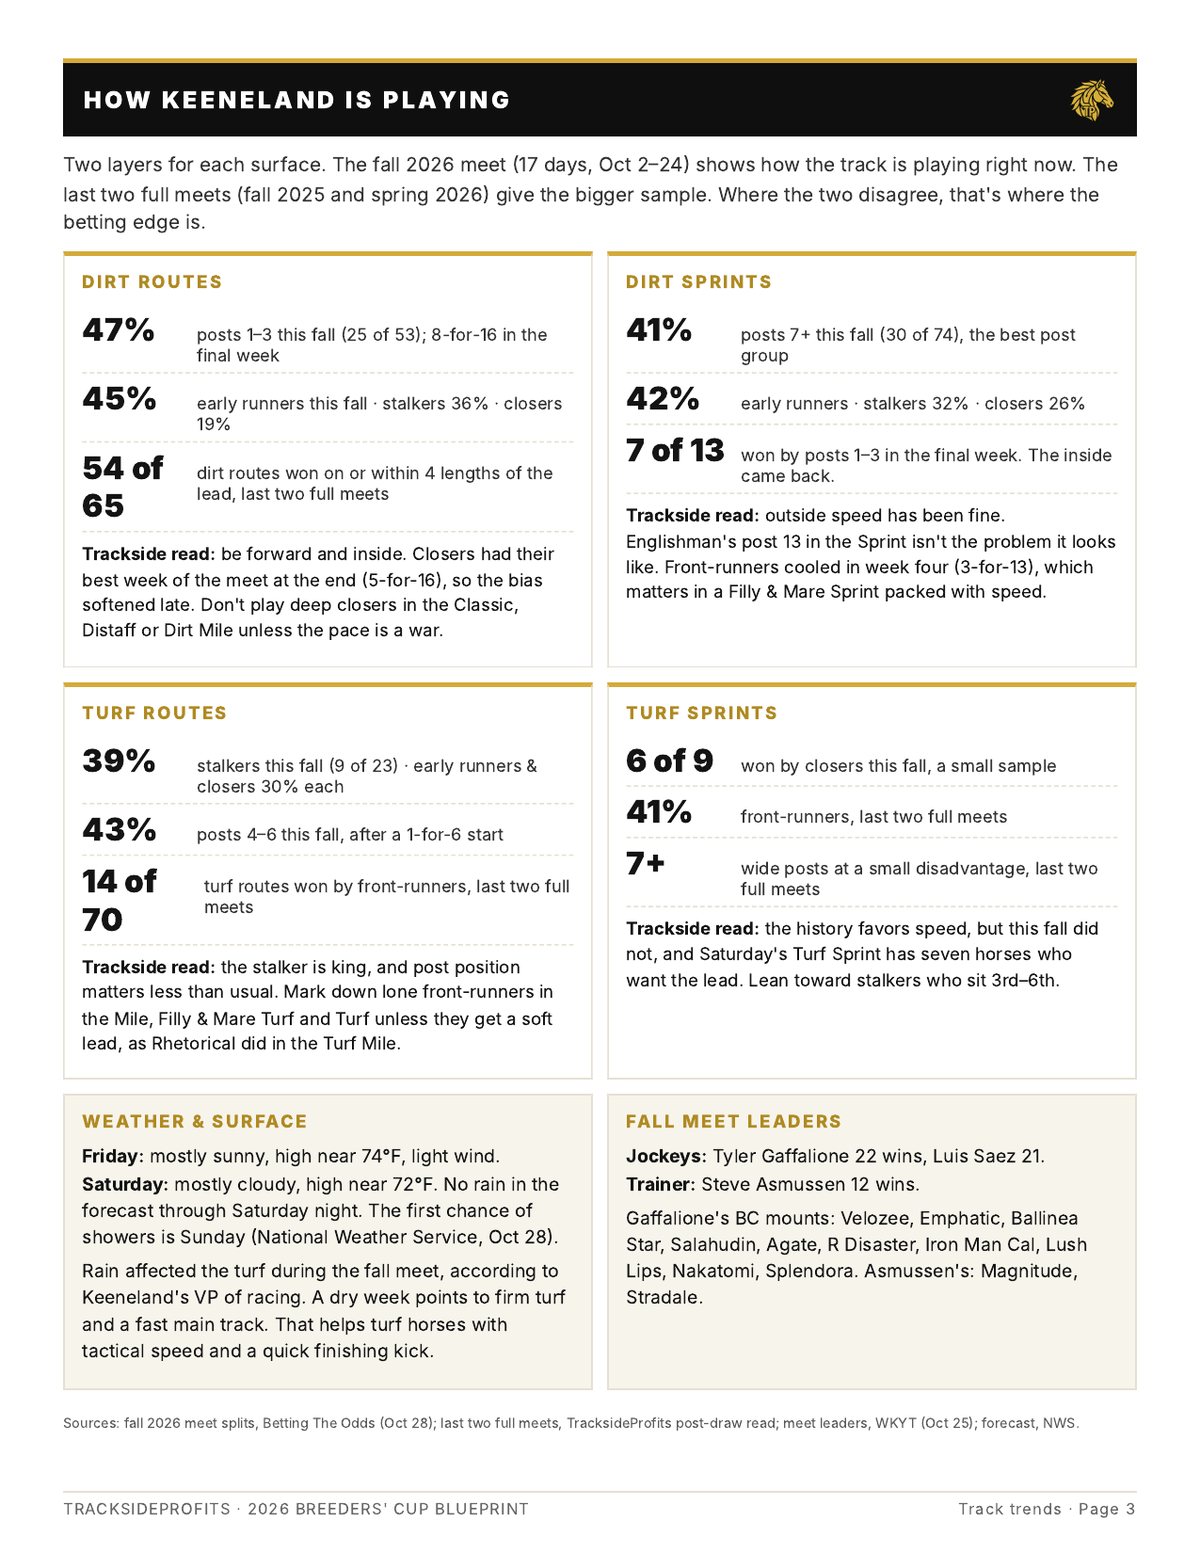 HOW KEENELAND IS PLAYING
Two layers for each surface. The fall 2026 meet (17 days, Oct 2–24) shows how the track is playing right now. The
last two full meets (fall 2025 and spring 2026) give the bigger sample. Where the two disagree, that's where the
betting edge is.
DIRT ROUTES
47%
posts 1–3 this fall (25 of 53); 8-for-16 in the
final week
45%
early runners this fall · stalkers 36% · closers
19%
54 of
65
dirt routes won on or within 4 lengths of the
lead, last two full meets
Trackside read: be forward and inside. Closers had their
best week of the meet at the end (5-for-16), so the bias
softened late. Don't play deep closers in the Classic,
Distaff or Dirt Mile unless the pace is a war.
DIRT SPRINTS
41%
posts 7+ this fall (30 of 74), the best post
group
42%
early runners · stalkers 32% · closers 26%
7 of 13
won by posts 1–3 in the final week. The inside
came back.
Trackside read: outside speed has been fine.
Englishman's post 13 in the Sprint isn't the problem it looks
like. Front-runners cooled in week four (3-for-13), which
matters in a Filly & Mare Sprint packed with speed.
TURF ROUTES
39%
stalkers this fall (9 of 23) · early runners &
closers 30% each
43%
posts 4–6 this fall, after a 1-for-6 start
14 of
70
turf routes won by front-runners, last two full
meets
Trackside read: the stalker is king, and post position
matters less than usual. Mark down lone front-runners in
the Mile, Filly & Mare Turf and Turf unless they get a soft
lead, as Rhetorical did in the Turf Mile.
TURF SPRINTS
6 of 9
won by closers this fall, a small sample
41%
front-runners, last two full meets
7+
wide posts at a small disadvantage, last two
full meets
Trackside read: the history favors speed, but this fall did
not, and Saturday's Turf Sprint has seven horses who
want the lead. Lean toward stalkers who sit 3rd–6th.
WEATHER & SURFACE
Friday: mostly sunny, high near 74°F, light wind.
Saturday: mostly cloudy, high near 72°F. No rain in the
forecast through Saturday night. The first chance of
showers is Sunday (National Weather Service, Oct 28).
Rain affected the turf during the fall meet, according to
Keeneland's VP of racing. A dry week points to firm turf
and a fast main track. That helps turf horses with
tactical speed and a quick finishing kick.
FALL MEET LEADERS
Jockeys: Tyler Gaffalione 22 wins, Luis Saez 21.
Trainer: Steve Asmussen 12 wins.
Gaffalione's BC mounts: Velozee, Emphatic, Ballinea
Star, Salahudin, Agate, R Disaster, Iron Man Cal, Lush
Lips, Nakatomi, Splendora. Asmussen's: Magnitude,
Stradale.
Sources: fall 2026 meet splits, Betting The Odds (Oct 28); last two full meets, TracksideProfits post-draw read; meet leaders, WKYT (Oct 25); forecast, NWS.
TRACKSIDEPROFITS · 2026 BREEDERS' CUP BLUEPRINT
Track trends · Page 3